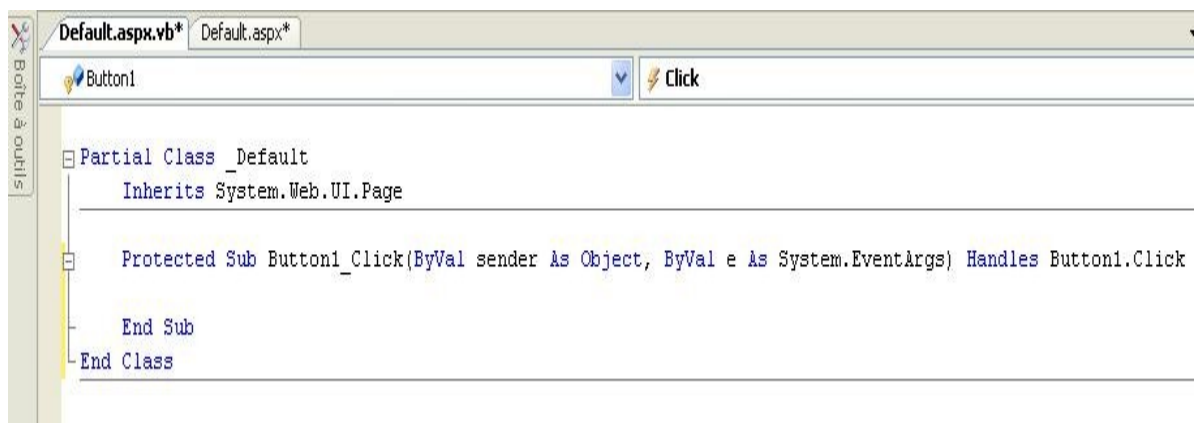 Default.aspx.vb* Default.aspx*
Boîte à outils
Button1 Click
Partial Class _Default
Inherits System.Web.UI.Page
Protected Sub Button1_Click(ByVal sender As Object, ByVal e As System.EventArgs) Handles Button1.Click
End Sub
End Class